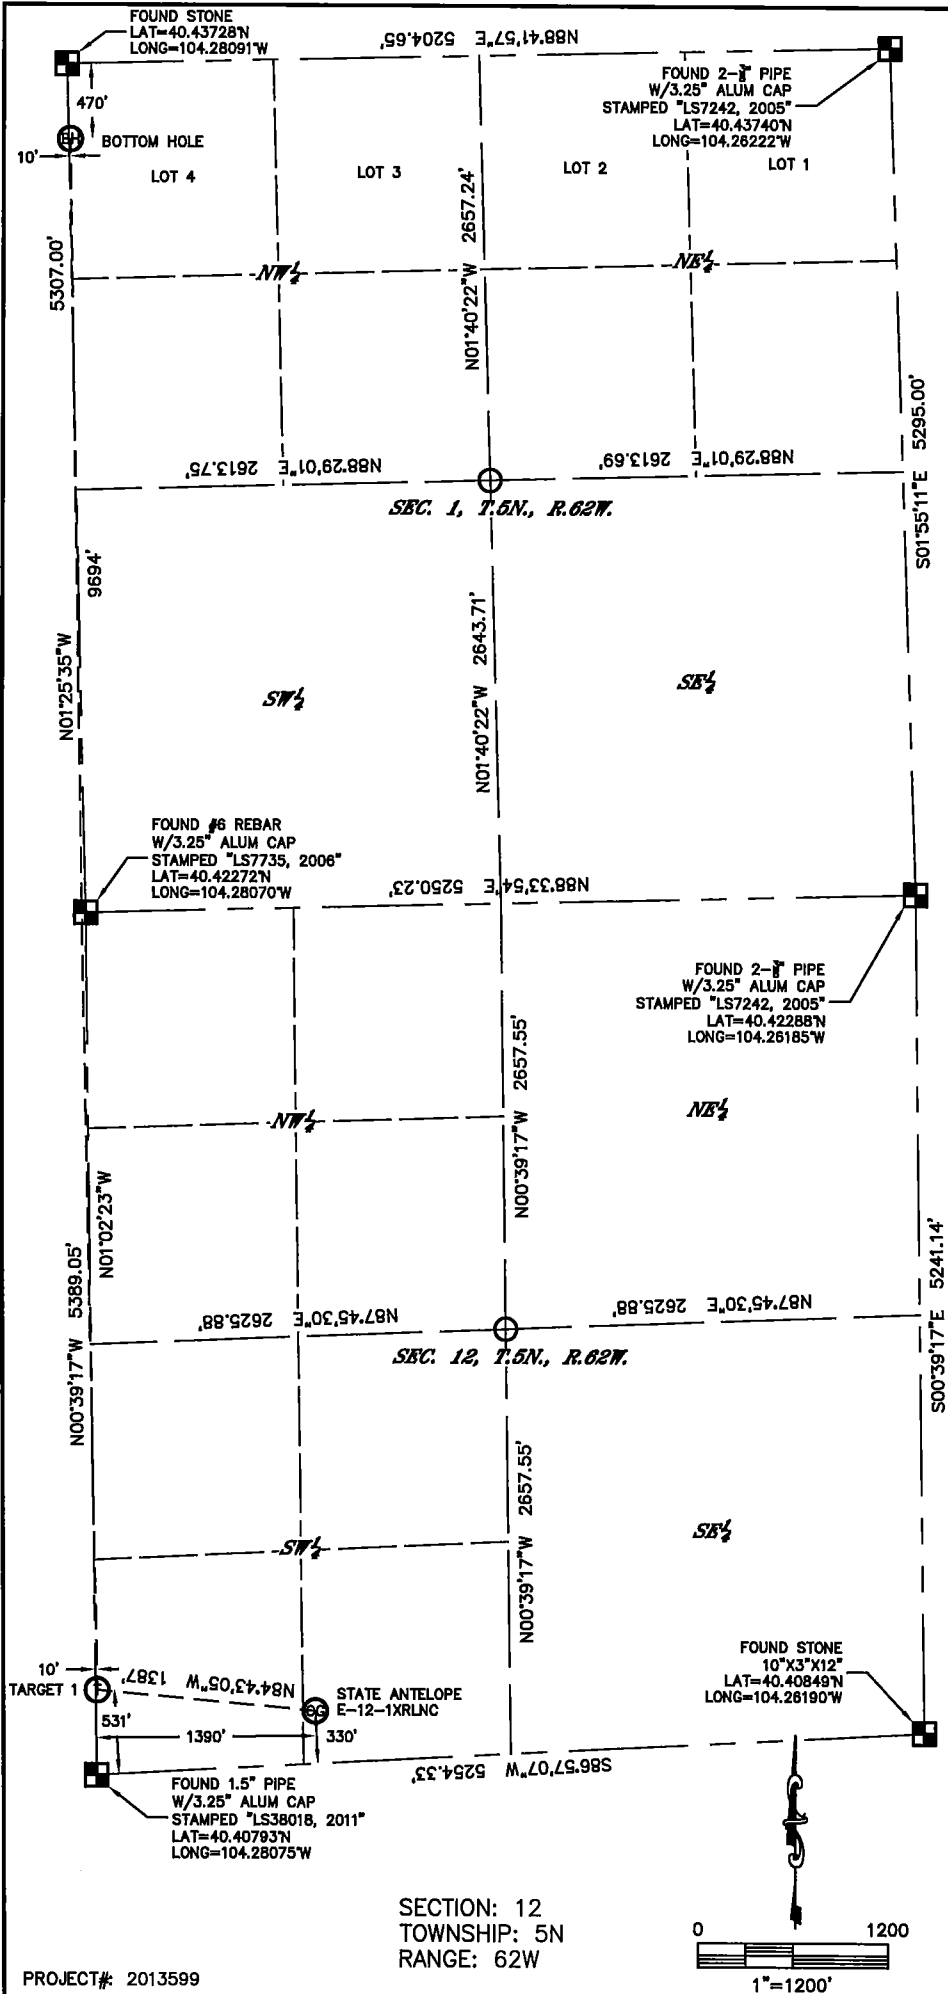 FOUND STONE
LAT=40.43728°N
LONG=104.28091°W
N88°41'57"E 5204.65'
FOUND 2-" PIPE
W/3.25" ALUM CAP
STAMPED "LS7242, 2005"
LAT=40.43740°N
LONG=104.26222°W
470'
BH
BOTTOM HOLE
10'
LOT 4
LOT 3
LOT 2
LOT 1
5307.00'
N01°40'22"W 2657.24'
NW¼
NE¼
S01°55'11"E 5295.00'
N88°29'01"E 2613.75'
N88°29'01"E 2613.69'
SEC. 1, T.5N., R.62W.
9694'
N01°25'35"W
N01°40'22"W 2643.71'
SW¼
SE¼
FOUND #6 REBAR
W/3.25" ALUM CAP
STAMPED "LS7735, 2006"
LAT=40.42272°N
LONG=104.28070°W
N88°33'54"E 5250.23'
FOUND 2-" PIPE
W/3.25" ALUM CAP
STAMPED "LS7242, 2005"
LAT=40.42288°N
LONG=104.26185°W
N00°39'17"W 2657.55'
NW¼
NE¼
N01°02'23"W
N00°39'17"W 5389.05'
S00°39'17"E 5241.14'
N87°45'30"E 2625.88'
N87°45'30"E 2625.88'
SEC. 12, T.5N., R.62W.
N00°39'17"W 2657.55'
SW¼
SE¼
10'
TARGET 1
N84°43'05"W 1387'
531'
STATE ANTELOPE
E-12-1XRLNC
1390'
330'
FOUND STONE
10"X3"X12"
LAT=40.40849°N
LONG=104.26190°W
S86°57'07"W 5254.33'
FOUND 1.5" PIPE
W/3.25" ALUM CAP
STAMPED "LS38018, 2011"
LAT=40.40793°N
LONG=104.28075°W
SECTION: 12
TOWNSHIP: 5N
RANGE: 62W
0 1200
1"=1200'
PROJECT#: 2013599